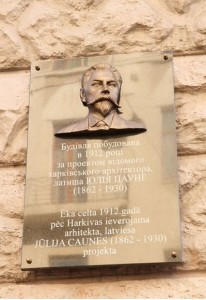 Будівля побудована
в 1912 році
за проектом відомого
харківського архітектора,
латиша ЮЛІЯ ЦАУНЕ
(1862 - 1930)
Ēka celta 1912.gadā
pēc Harkivas ievērojama
arhitekta, latvieša
JŪLIJA CAUNES (1862 - 1930)
projekta